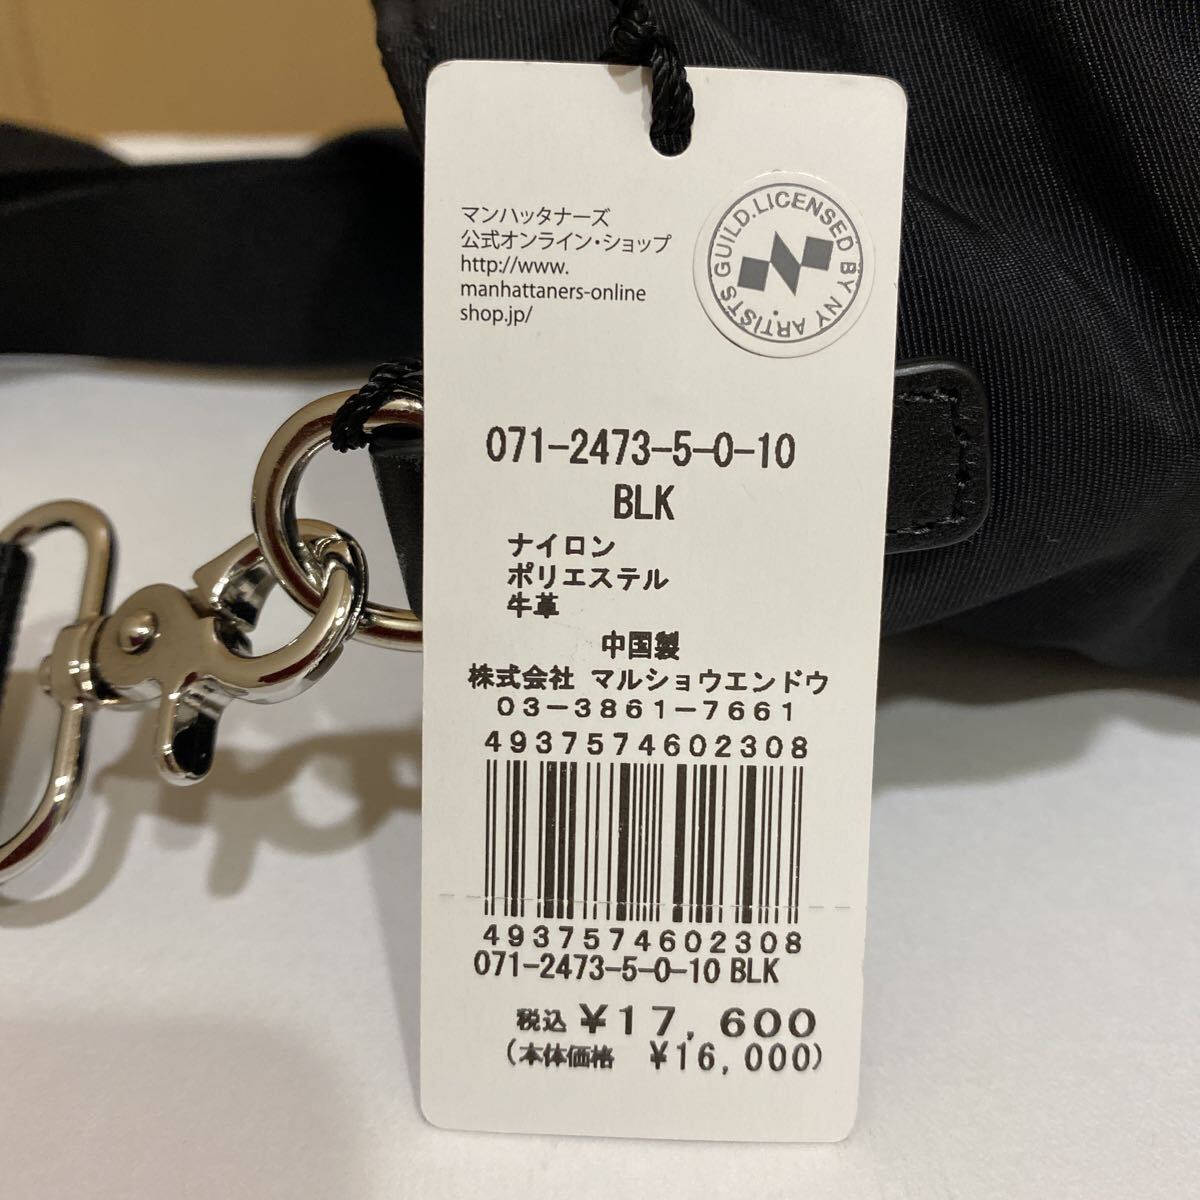 マンハッタナーズ
公式オンライン・ショップ
http://www.
manhattaners-online
shop.jp/
GUILD.LICENSED BY NY ARTISTS
071-2473-5-0-10
BLK
ナイロン
ポリエステル
牛革
中国製
株式会社 マルショウエンドウ
03-3861-7661
4937574602308
4937574602308
071-2473-5-0-10 BLK
税込 ¥17,600
(本体価格 ¥16,000)